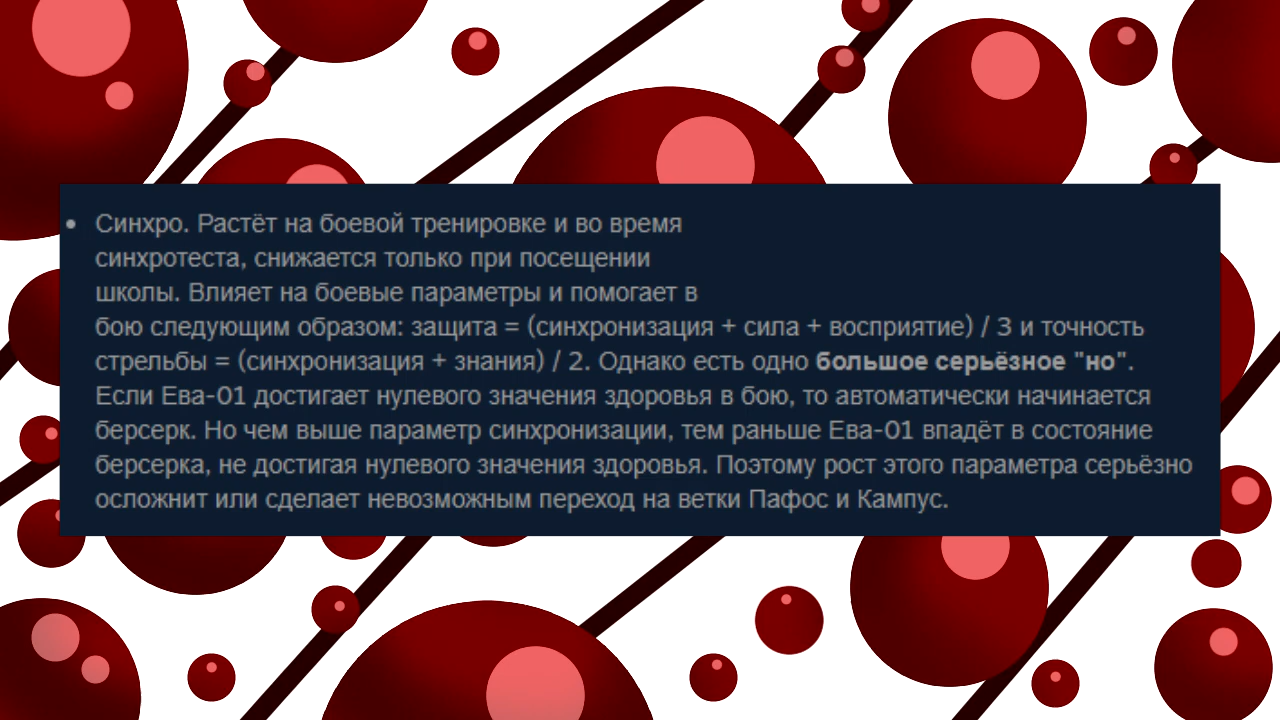 • Синхро. Растёт на боевой тренировке и во время
синхротеста, снижается только при посещении
школы. Влияет на боевые параметры и помогает в
бою следующим образом: защита = (синхронизация + сила + восприятие) / 3 и точность
стрельбы = (синхронизация + знания) / 2. Однако есть одно большое серьёзное "но".
Если Ева-01 достигает нулевого значения здоровья в бою, то автоматически начинается
берсерк. Но чем выше параметр синхронизации, тем раньше Ева-01 впадёт в состояние
берсерка, не достигая нулевого значения здоровья. Поэтому рост этого параметра серьёзно
осложнит или сделает невозможным переход на ветки Пафос и Кампус.